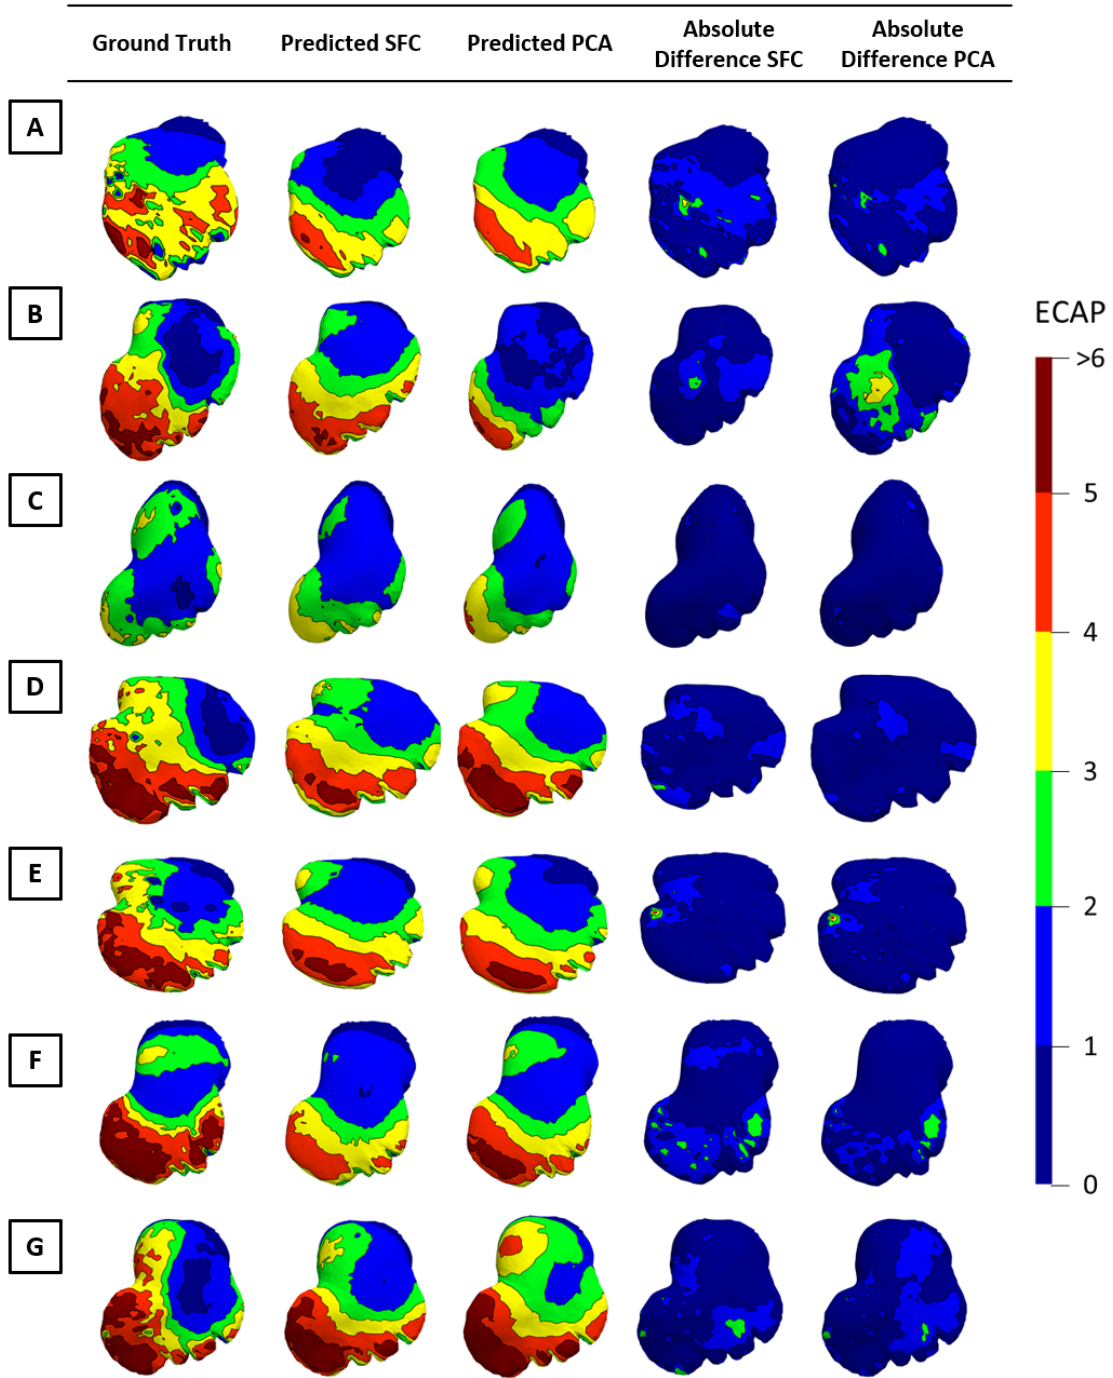 Ground Truth
Predicted SFC
Predicted PCA
Absolute
Difference SFC
Absolute
Difference PCA
A
B
C
D
E
F
G
ECAP
>6
5
4
3
2
1
0